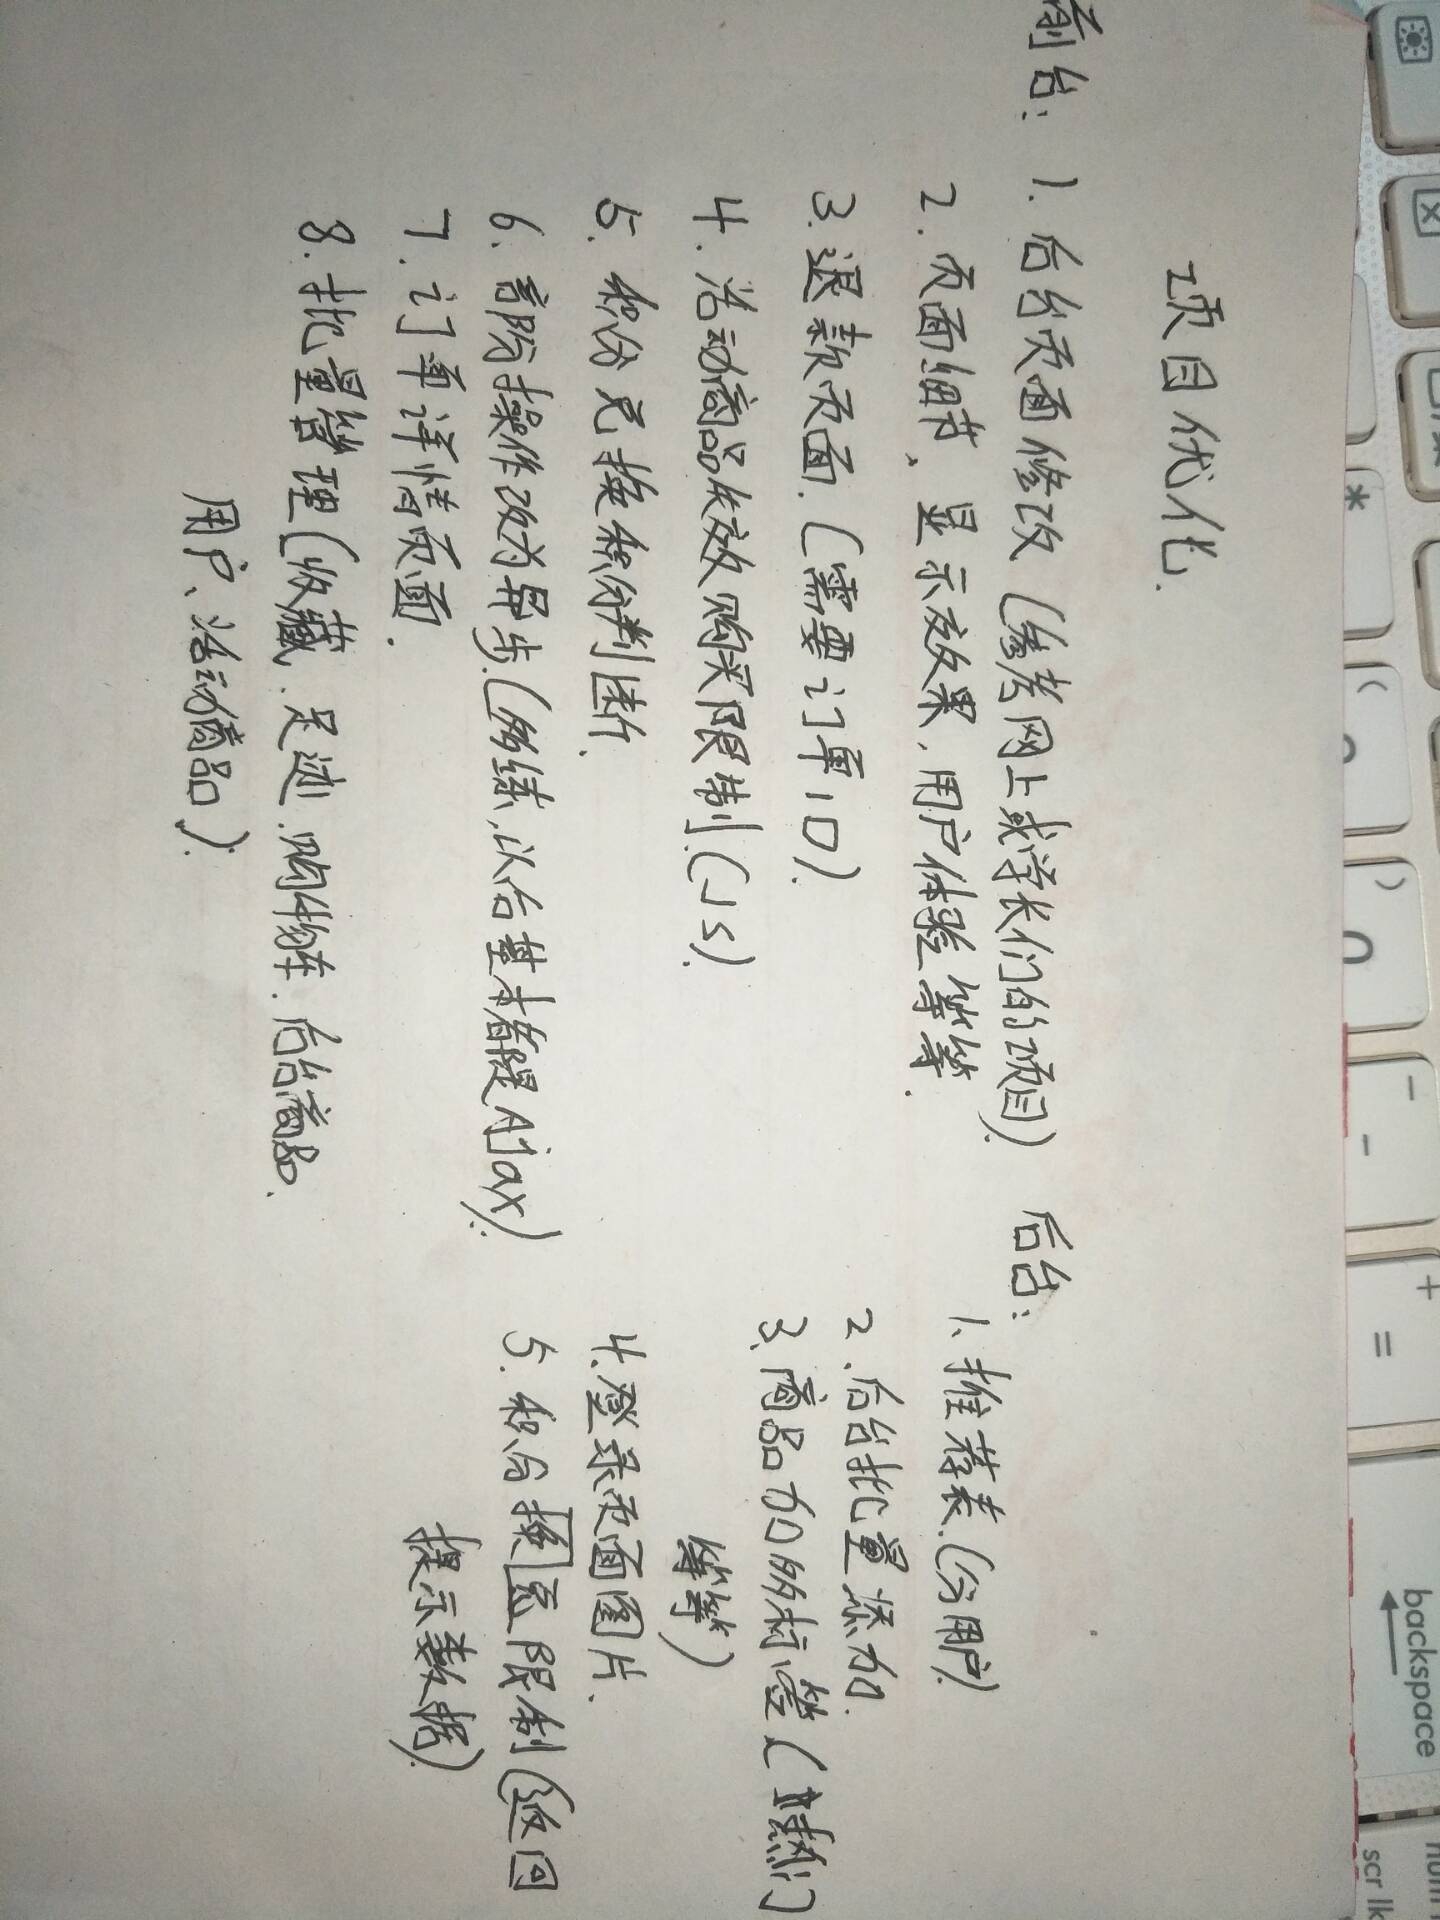 backspace
scr lk
项目优化.
前台: 1. 后台页面修改 (参考网上或学长们的项目).
2. 页面细节、显示效果, 用户体验等等.
3. 退款页面. (需要订单ID).
4. 活动商品失效购买限制. (JS).
5. 积分兑换积分判断.
6. 部分操作改为异步. (多练, 以后基本都是Ajax).
7. 订单详情页面.
8. 批量管理 (收藏、足迹、购物车、后台商品、
用户、活动商品).
后台:
1. 推荐表. (分用户).
2. 后台批量添加.
3. 商品加多标签 (热门
等等)
4. 登录页面图片.
5. 积分换兑限制 (返回
提示数据).